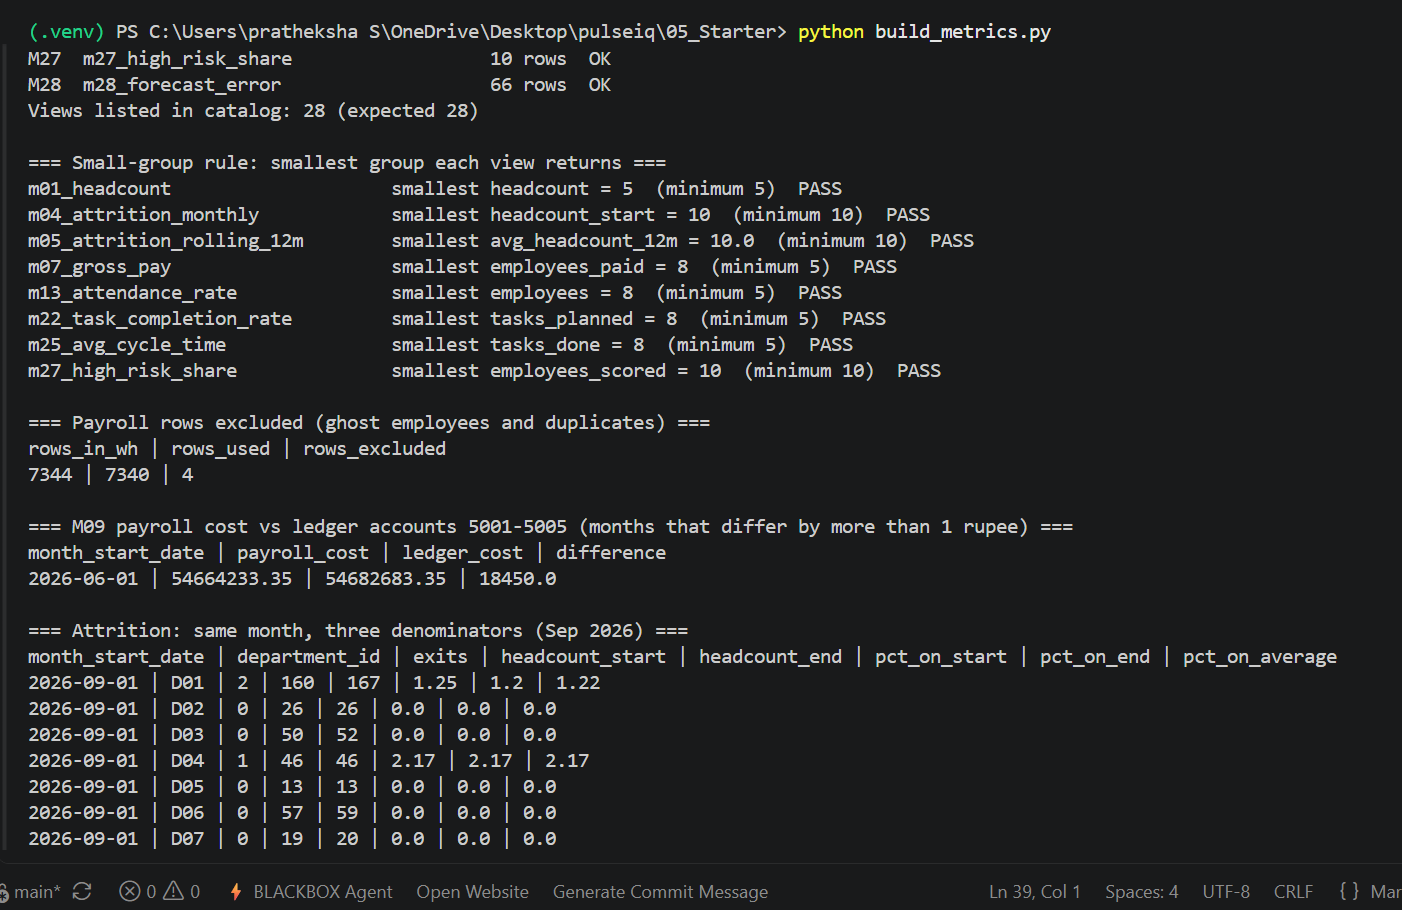 (.venv) PS C:\Users\pratheksha S\OneDrive\Desktop\pulseiq\05_Starter> python build_metrics.py
M27  m27_high_risk_share                  10 rows  OK
M28  m28_forecast_error                   66 rows  OK
Views listed in catalog: 28 (expected 28)

=== Small-group rule: smallest group each view returns ===
m01_headcount                    smallest headcount = 5  (minimum 5)  PASS
m04_attrition_monthly            smallest headcount_start = 10  (minimum 10)  PASS
m05_attrition_rolling_12m        smallest avg_headcount_12m = 10.0  (minimum 10)  PASS
m07_gross_pay                    smallest employees_paid = 8  (minimum 5)  PASS
m13_attendance_rate              smallest employees = 8  (minimum 5)  PASS
m22_task_completion_rate         smallest tasks_planned = 8  (minimum 5)  PASS
m25_avg_cycle_time               smallest tasks_done = 8  (minimum 5)  PASS
m27_high_risk_share              smallest employees_scored = 10  (minimum 10)  PASS

=== Payroll rows excluded (ghost employees and duplicates) ===
rows_in_wh | rows_used | rows_excluded
7344 | 7340 | 4

=== M09 payroll cost vs ledger accounts 5001-5005 (months that differ by more than 1 rupee) ===
month_start_date | payroll_cost | ledger_cost | difference
2026-06-01 | 54664233.35 | 54682683.35 | 18450.0

=== Attrition: same month, three denominators (Sep 2026) ===
month_start_date | department_id | exits | headcount_start | headcount_end | pct_on_start | pct_on_end | pct_on_average
2026-09-01 | D01 | 2 | 160 | 167 | 1.25 | 1.2 | 1.22
2026-09-01 | D02 | 0 | 26 | 26 | 0.0 | 0.0 | 0.0
2026-09-01 | D03 | 0 | 50 | 52 | 0.0 | 0.0 | 0.0
2026-09-01 | D04 | 1 | 46 | 46 | 2.17 | 2.17 | 2.17
2026-09-01 | D05 | 0 | 13 | 13 | 0.0 | 0.0 | 0.0
2026-09-01 | D06 | 0 | 57 | 59 | 0.0 | 0.0 | 0.0
2026-09-01 | D07 | 0 | 19 | 20 | 0.0 | 0.0 | 0.0
main* 0 0 BLACKBOX Agent Open Website Generate Commit Message Ln 39, Col 1 Spaces: 4 UTF-8 CRLF { }